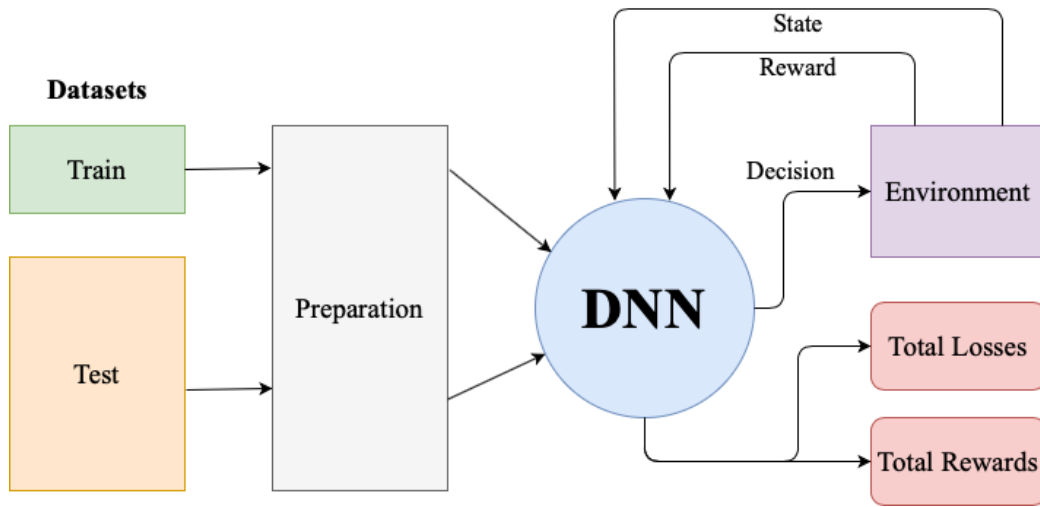 State
Reward
Datasets
Train
Decision
Environment
Preparation
DNN
Test
Total Losses
Total Rewards